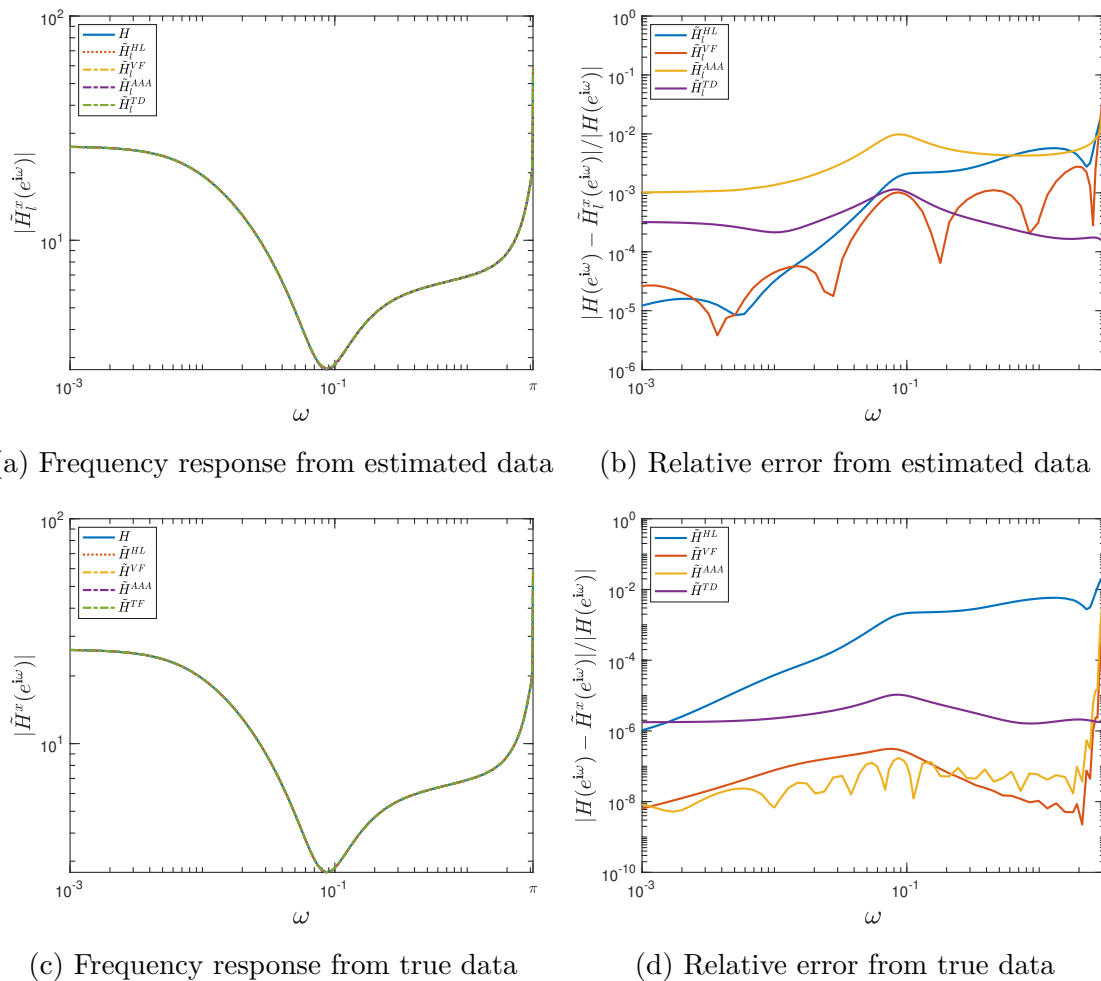 10^2
H
H̃_l^{HL}
H̃_l^{VF}
H̃_l^{AAA}
H̃_l^{TD}
10^1
|H̃_l^x(e^{iω})|
10^{-3}
10^{-1}
π
ω
10^0
H̃_l^{HL}
H̃_l^{VF}
H̃_l^{AAA}
H̃_l^{TD}
10^{-1}
10^{-2}
10^{-3}
10^{-4}
10^{-5}
10^{-6}
|H(e^{iω}) − H̃_l^x(e^{iω})|/|H(e^{iω})|
10^{-3}
10^{-1}
ω
a) Frequency response from estimated data
(b) Relative error from estimated data
10^2
H
H̃^{HL}
H̃^{VF}
H̃^{AAA}
H̃^{TF}
10^1
|H̃^x(e^{iω})|
10^{-3}
10^{-1}
π
ω
10^0
H̃^{HL}
H̃^{VF}
H̃^{AAA}
H̃^{TD}
10^{-2}
10^{-4}
10^{-6}
10^{-8}
10^{-10}
|H(e^{iω}) − H̃^x(e^{iω})|/|H(e^{iω})|
10^{-3}
10^{-1}
ω
(c) Frequency response from true data
(d) Relative error from true data